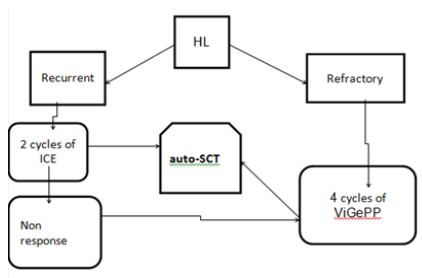 HL
Recurrent
Refractory
2 cycles of
ICE
auto-SCT
4 cycles of
ViGePP
Non
response